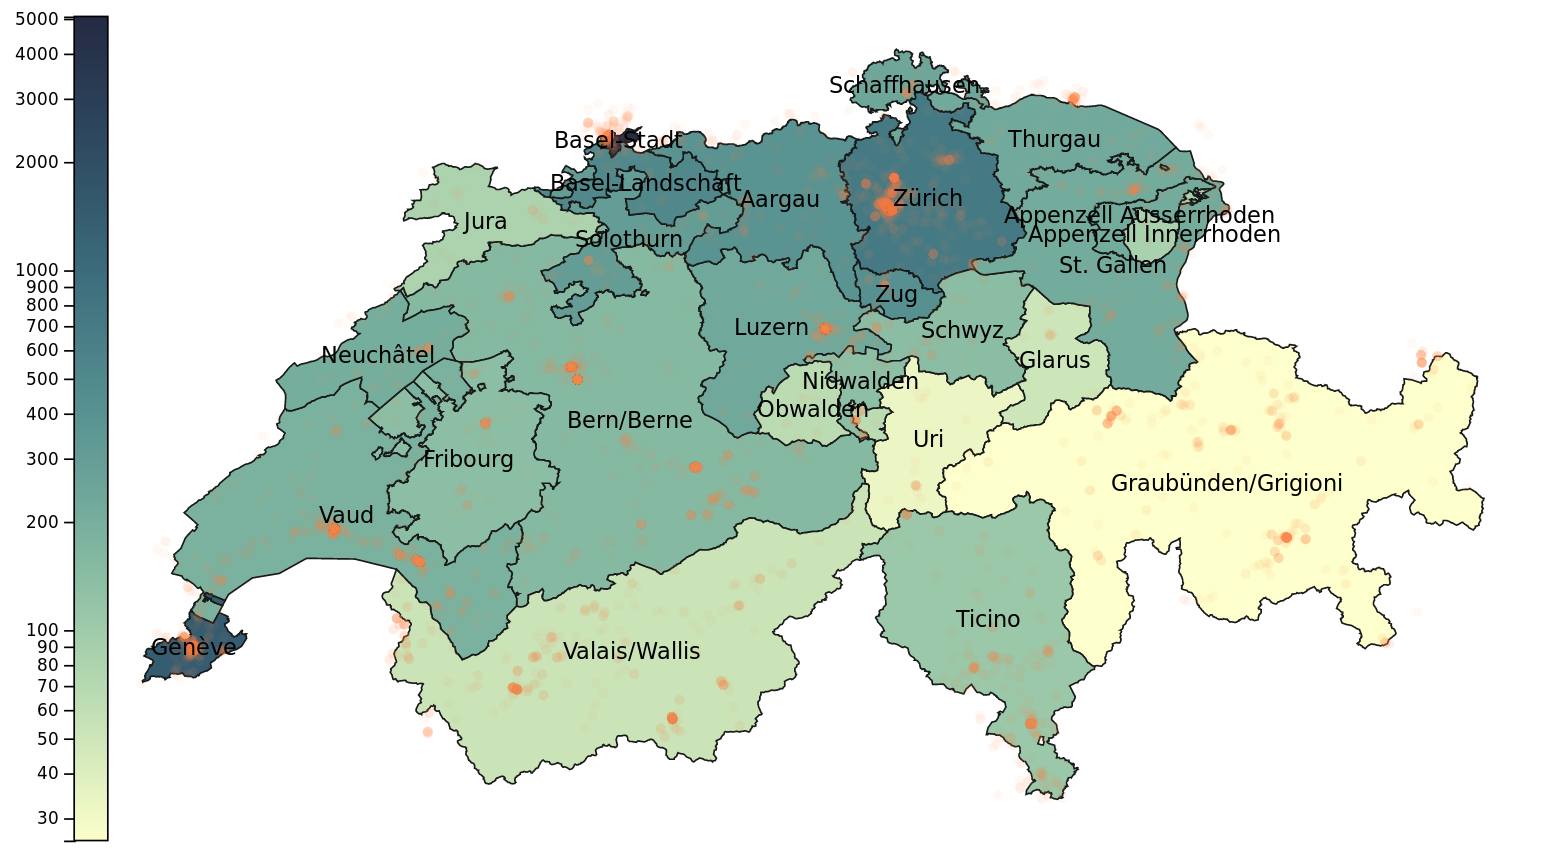 5000
4000
3000
2000
1000
900
800
700
600
500
400
300
200
100
90
80
70
60
50
40
30
Schaffhausen
Basel-Stadt
Thurgau
Basel-Landschaft
Aargau
Zürich
Jura
Appenzell Ausserrhoden
Appenzell Innerrhoden
Solothurn
St. Gallen
Zug
Luzern
Schwyz
Neuchâtel
Glarus
Nidwalden
Obwalden
Bern/Berne
Uri
Fribourg
Graubünden/Grigioni
Vaud
Ticino
Genève
Valais/Wallis